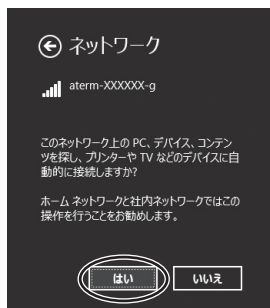 ネットワーク
aterm-XXXXXX-g
このネットワーク上の PC、デバイス、コンテン
ツを探し、プリンターや TV などのデバイスに自
動的に接続しますか?
ホーム ネットワークと社内ネットワークではこの
操作を行うことをお勧めします。
はい いいえ